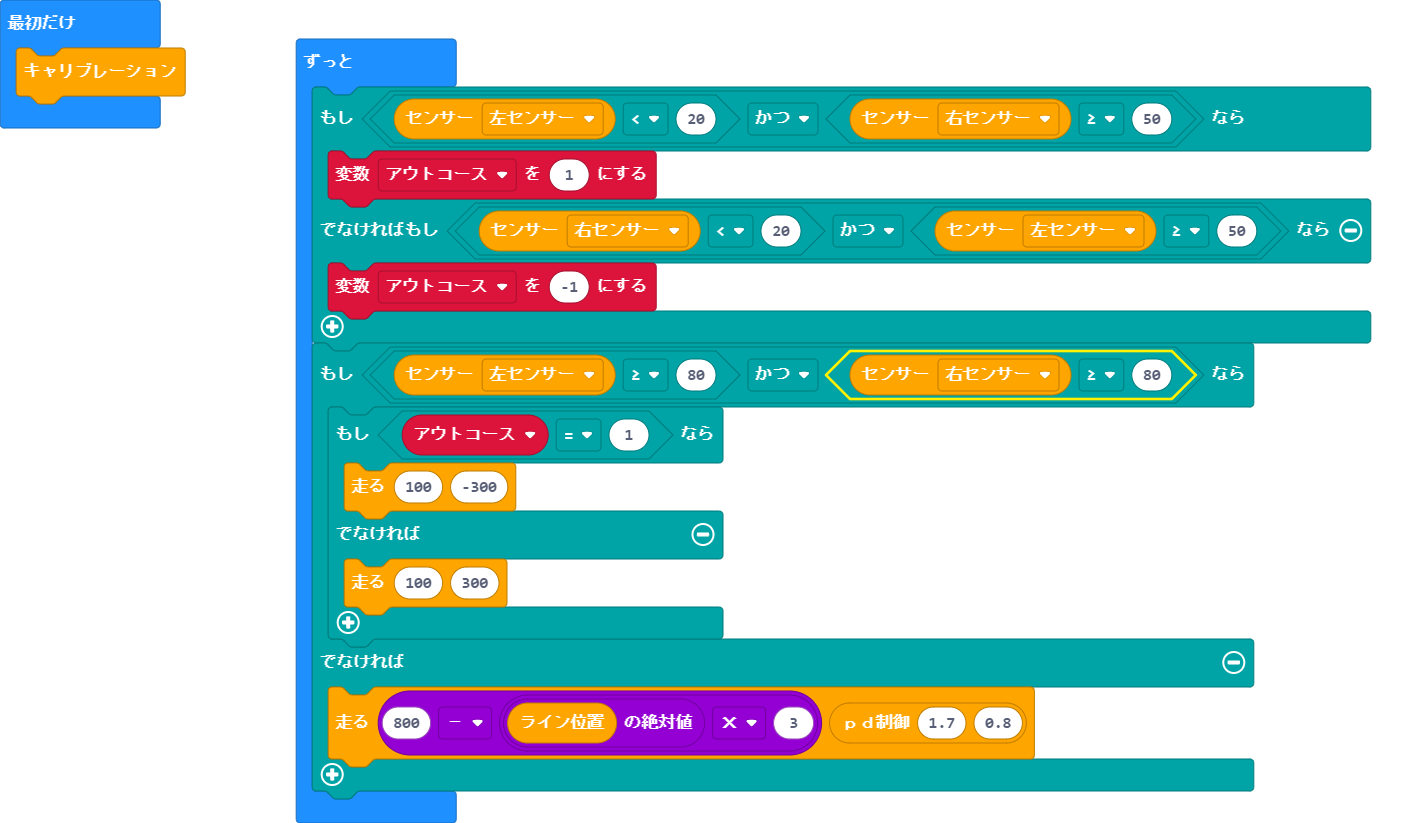 最初だけ
キャリブレーション
ずっと
もし センサー 左センサー < 20 かつ センサー 右センサー ≥ 50 なら
変数 アウトコース を 1 にする
でなければもし センサー 右センサー < 20 かつ センサー 左センサー ≥ 50 なら
変数 アウトコース を -1 にする
もし センサー 左センサー ≥ 80 かつ センサー 右センサー ≥ 80 なら
もし アウトコース = 1 なら
走る 100 -300
でなければ
走る 100 300
でなければ
走る 800 - ライン位置 の絶対値 × 3 ｐｄ制御 1.7 0.8